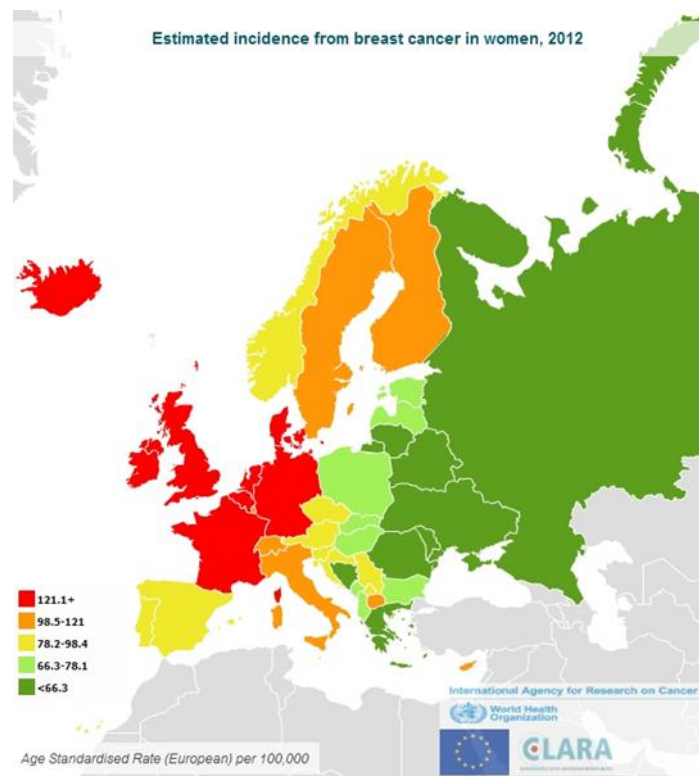 Estimated incidence from breast cancer in women, 2012
121.1+
98.5-121
78.2-98.4
66.3-78.1
<66.3
International Agency for Research on Cancer
World Health
Organization
CLARA
Age Standardised Rate (European) per 100,000